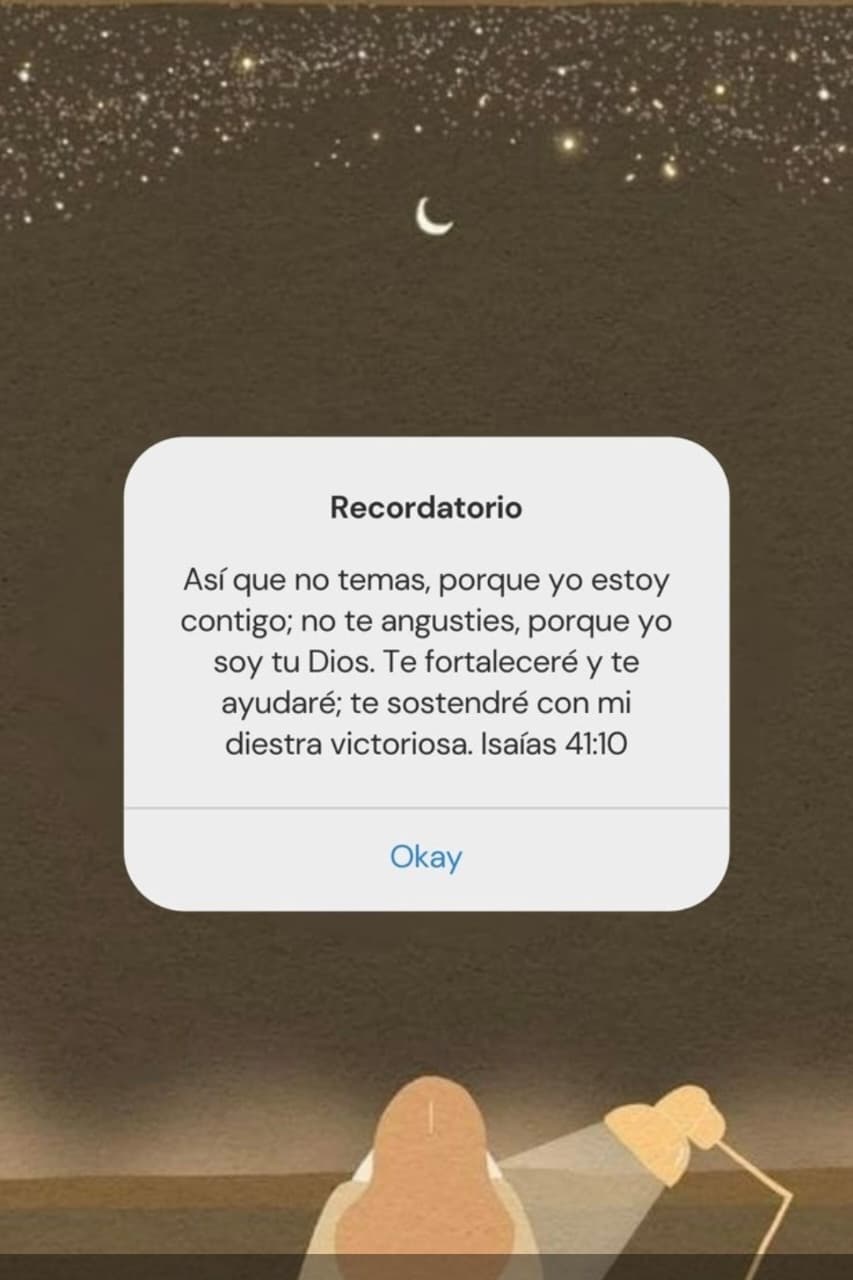 Recordatorio
Así que no temas, porque yo estoy
contigo; no te angusties, porque yo
soy tu Dios. Te fortaleceré y te
ayudaré; te sostendré con mi
diestra victoriosa. Isaías 41:10
Okay